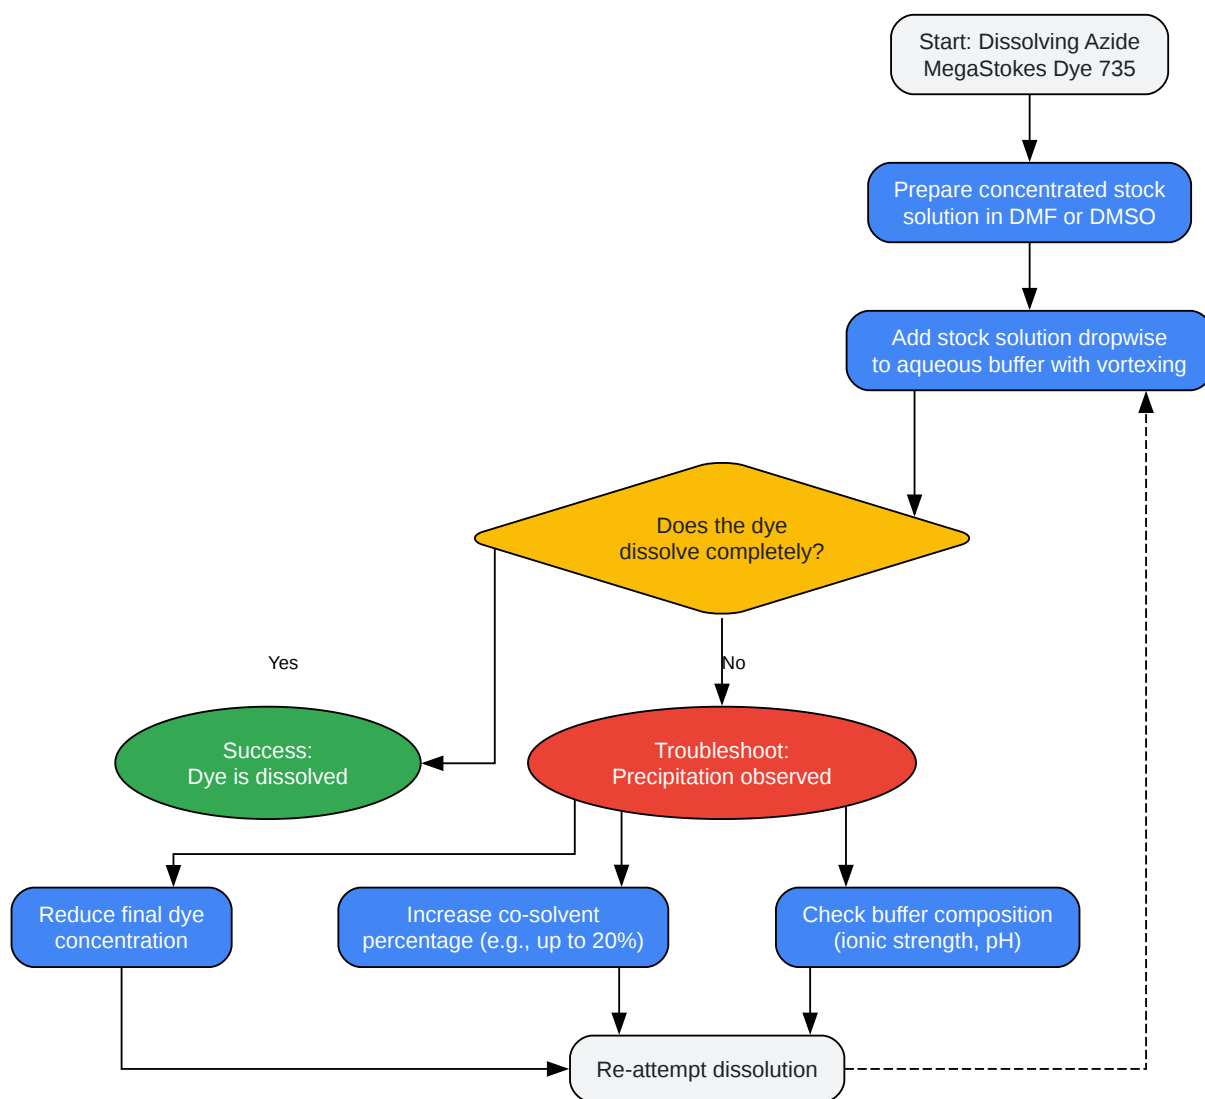 Start: Dissolving Azide
MegaStokes Dye 735
Prepare concentrated stock
solution in DMF or DMSO
Add stock solution dropwise
to aqueous buffer with vortexing
Does the dye
dissolve completely?
Yes
No
Success:
Dye is dissolved
Troubleshoot:
Precipitation observed
Reduce final dye
concentration
Increase co-solvent
percentage (e.g., up to 20%)
Check buffer composition
(ionic strength, pH)
Re-attempt dissolution